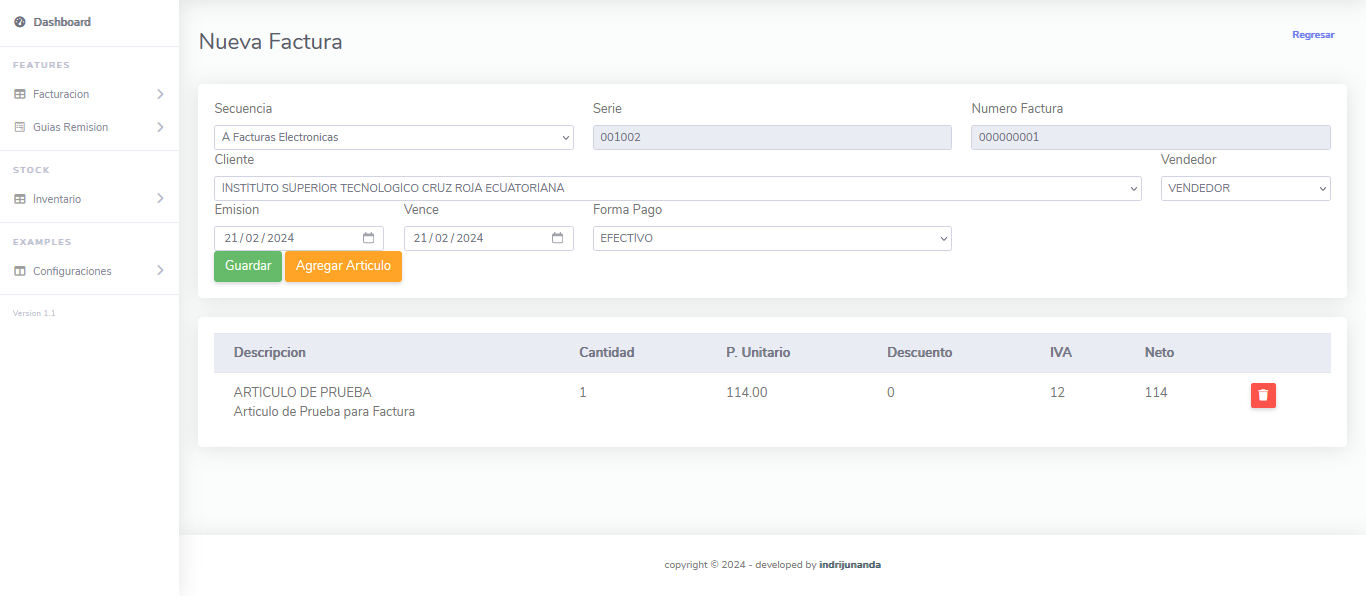 Dashboard
FEATURES
Facturacion
Guias Remision
STOCK
Inventario
EXAMPLES
Configuraciones
Version 1.1
Nueva Factura
Regresar
Secuencia Serie Numero Factura
A Facturas Electronicas 001002 000000001
Cliente Vendedor
INSTITUTO SUPERIOR TECNOLOGICO CRUZ ROJA ECUATORIANA VENDEDOR
Emision Vence Forma Pago
21/02/2024 21/02/2024 EFECTIVO
Guardar Agregar Articulo
Descripcion Cantidad P. Unitario Descuento IVA Neto
ARTICULO DE PRUEBA 1 114.00 0 12 114
Articulo de Prueba para Factura
copyright © 2024 - developed by indrijunanda